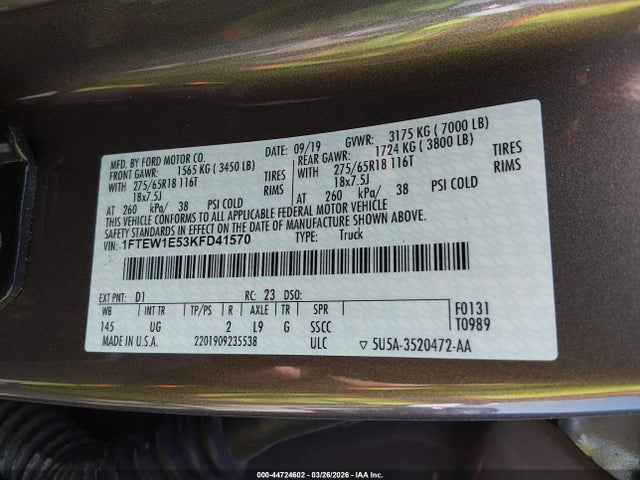 MFD. BY FORD MOTOR CO. 09/19 GVWR: 3175 KG ( 7000 LB)
FRONT GAWR: 1565 KG ( 3450 LB) REAR GAWR: 1724 KG ( 3800 LB)
WITH 275/65R18 116T TIRES WITH 275/65R18 116T TIRES
18x7.5J RIMS 18x7.5J RIMS
AT 260 kPa/ 38 PSI COLD AT 260 kPa/ 38 PSI COLD
THIS VEHICLE CONFORMS TO ALL APPLICABLE FEDERAL MOTOR VEHICLE
SAFETY STANDARDS IN EFFECT ON THE DATE OF MANUFACTURE SHOWN ABOVE.
VIN: 1FTEW1E53KFD41570 TYPE: Truck
EXT PNT: D1 RC: 23 DSO:
WB INT TR TP/PS R AXLE TR SPR F0131
145 UG 2 L9 G SSCC T0989
MADE IN U.S.A. 2201909235538 ULC ▽ 5U5A-3520472-AA
000-44724602 | 03/26/2026 | IAA Inc.